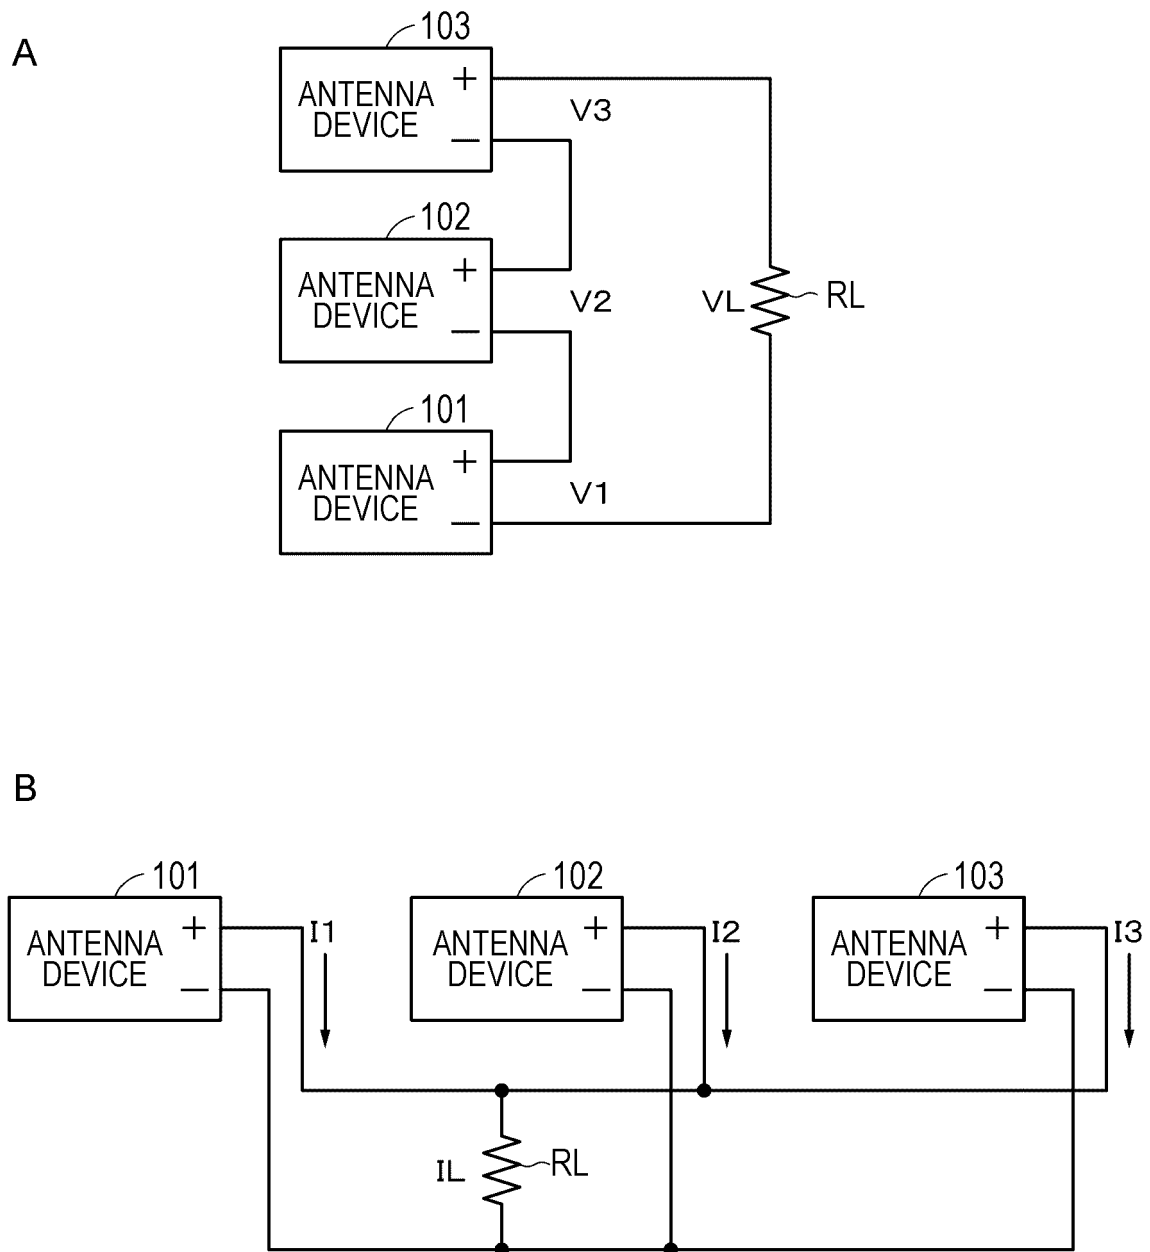 A
103
ANTENNA
DEVICE
+
—
V3
102
ANTENNA
DEVICE
+
—
V2
VL
RL
101
ANTENNA
DEVICE
+
—
V1
B
101
ANTENNA
DEVICE
+
—
I1
102
ANTENNA
DEVICE
+
—
I2
103
ANTENNA
DEVICE
+
—
I3
IL
RL